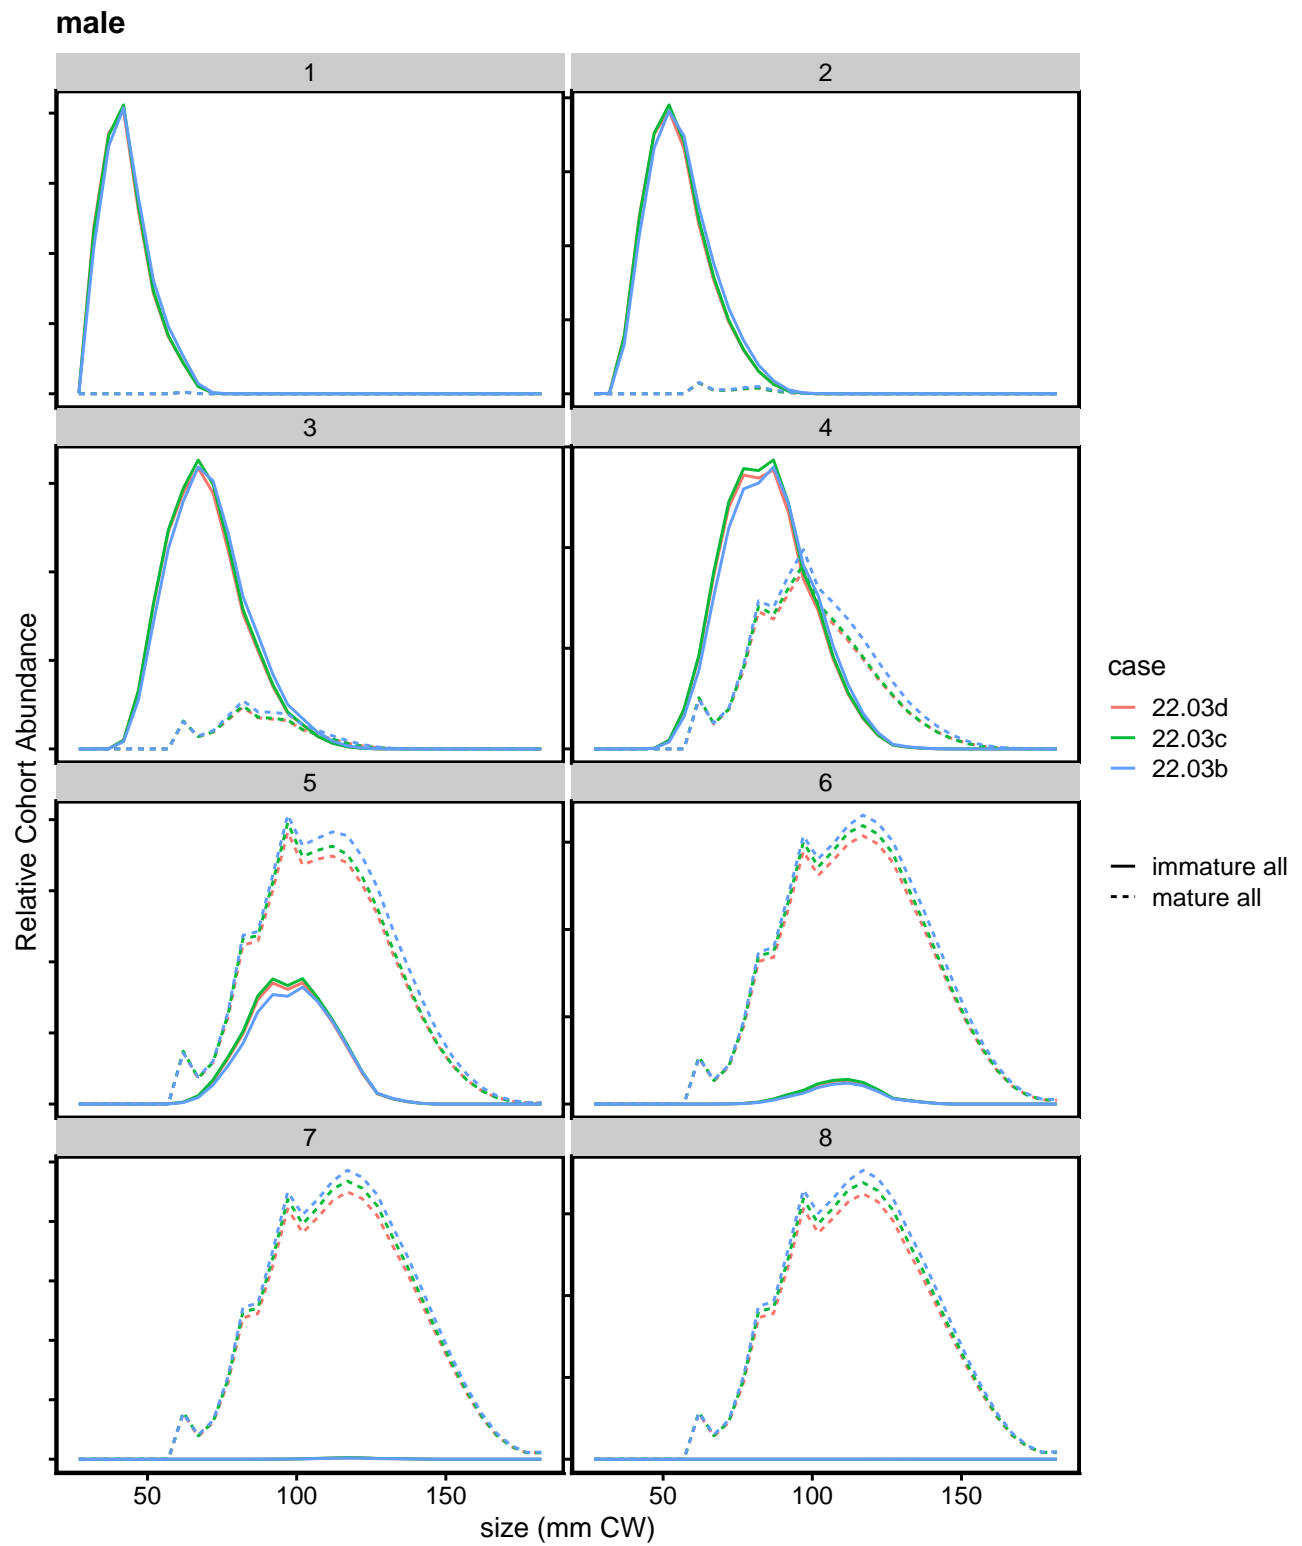 male
1
2
3
4
5
6
7
8
Relative Cohort Abundance
50
100
150
50
100
150
size (mm CW)
case
22.03d
22.03c
22.03b
immature all
mature all